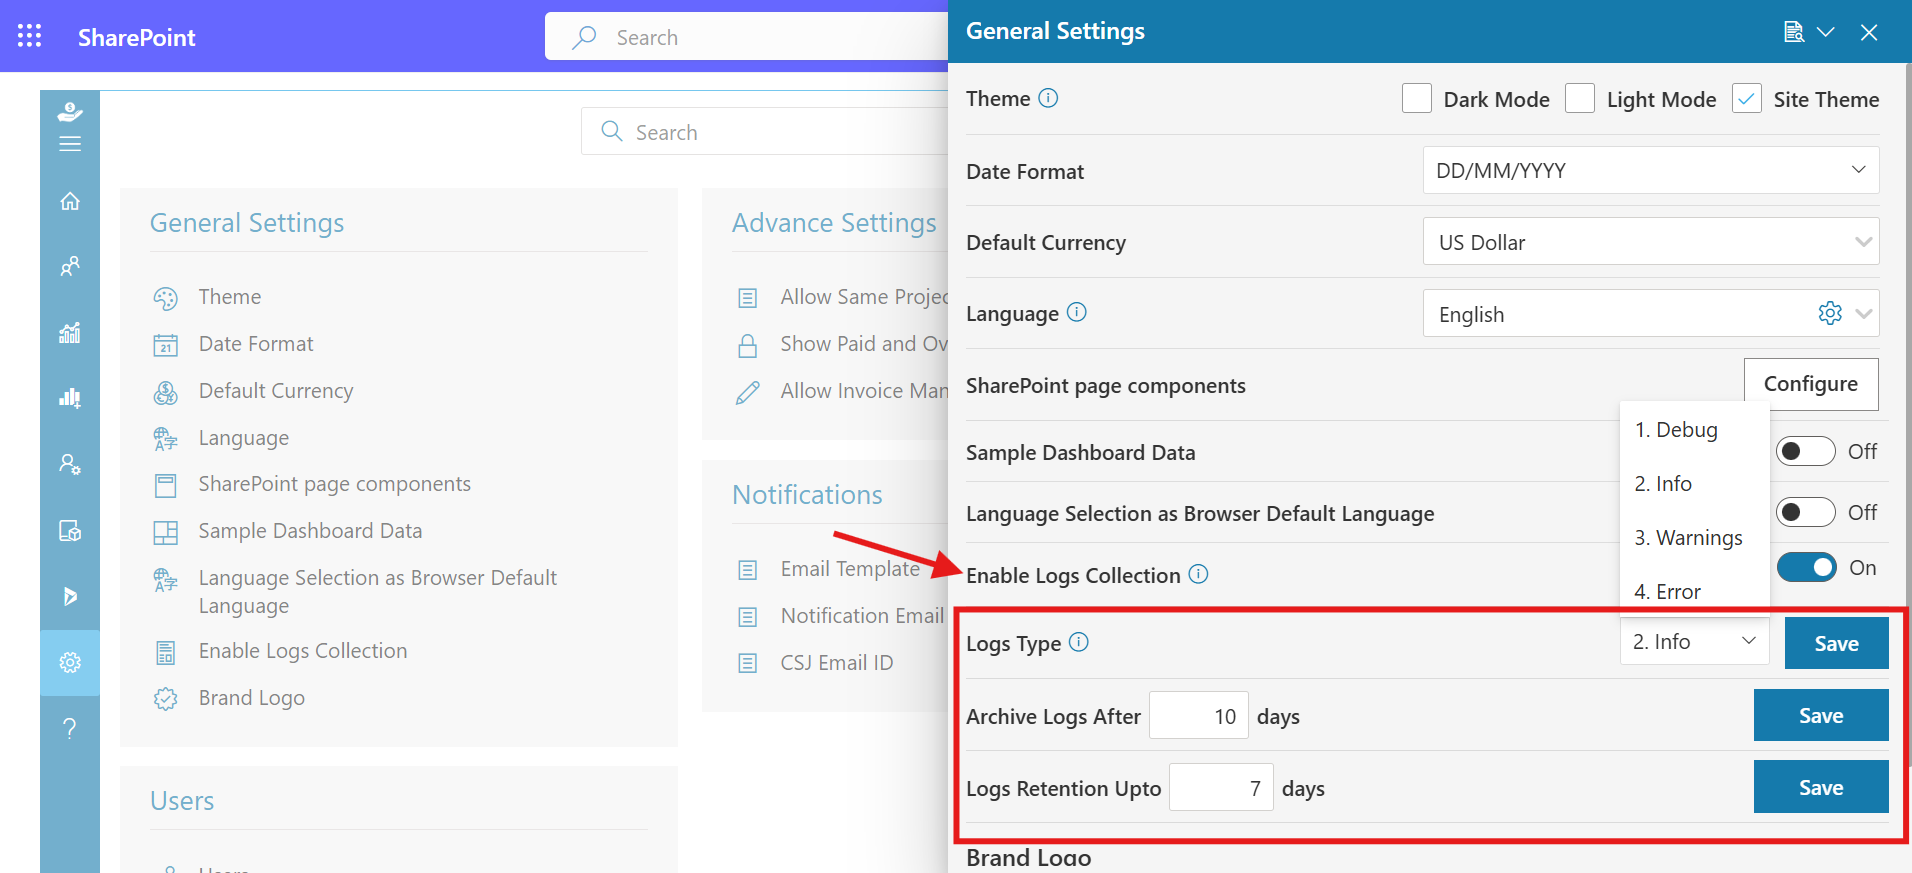 SharePoint
Search
Search
General Settings
Theme
Date Format
21
Default Currency
Language
SharePoint page components
Sample Dashboard Data
Language Selection as Browser Default
Language
Enable Logs Collection
Brand Logo
Users
Advance Settings
Allow Same Projec
Show Paid and Ov
Allow Invoice Man
Notifications
Email Template
Notification Email
CSJ Email ID
General Settings
Theme
Dark Mode
Light Mode
Site Theme
Date Format
DD/MM/YYYY
Default Currency
US Dollar
Language
English
SharePoint page components
Configure
Sample Dashboard Data
Off
Language Selection as Browser Default Language
Off
Enable Logs Collection
On
1. Debug
2. Info
3. Warnings
4. Error
Logs Type
2. Info
Save
Archive Logs After 10 days
Save
Logs Retention Upto 7 days
Save
Brand Logo